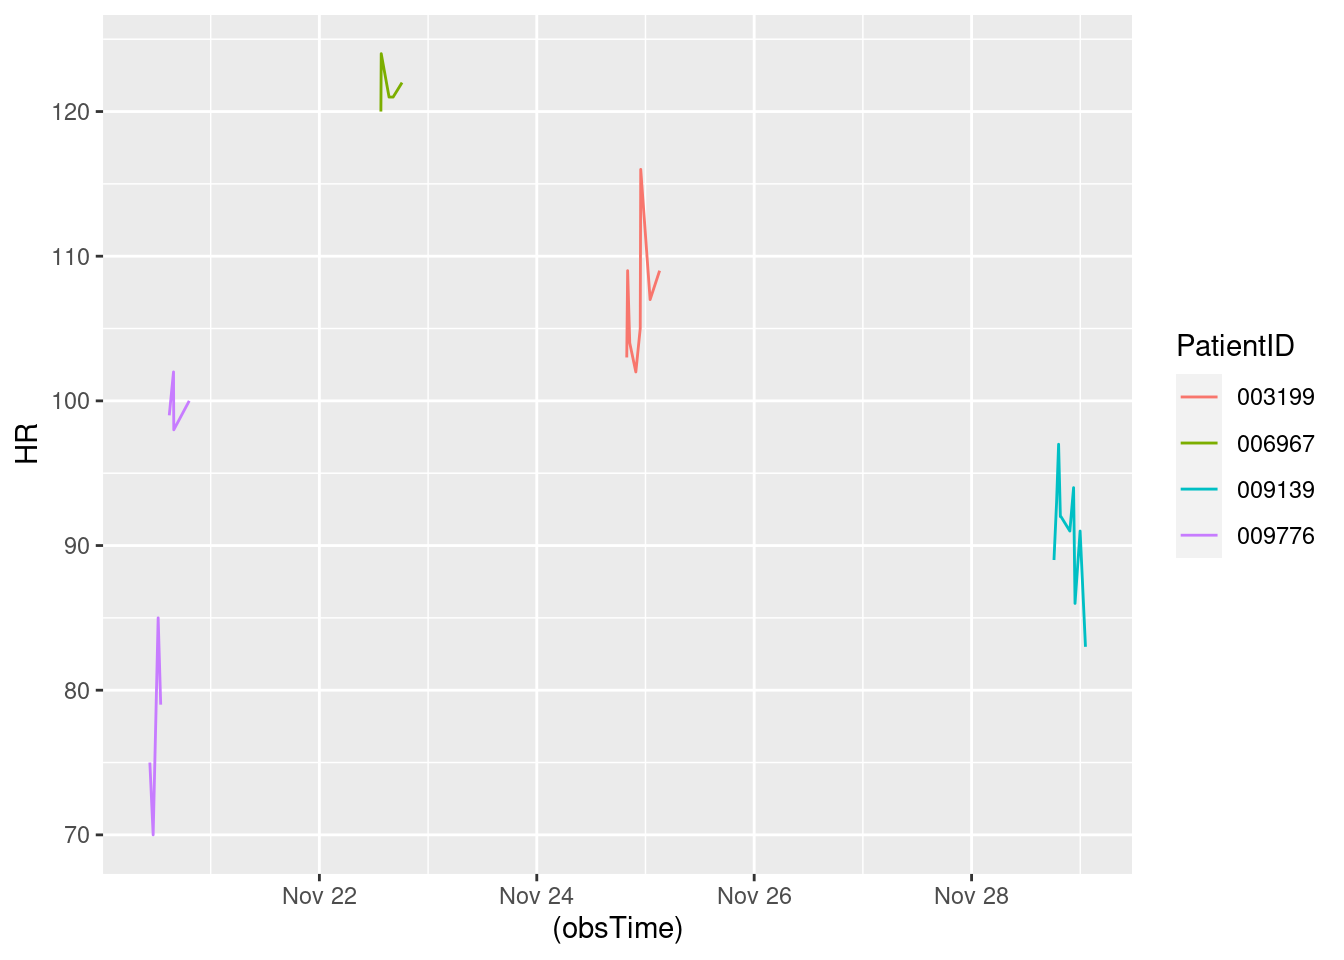 HR
120
110
100
90
80
70
Nov 22
Nov 24
Nov 26
Nov 28
(obsTime)
PatientID
003199
006967
009139
009776